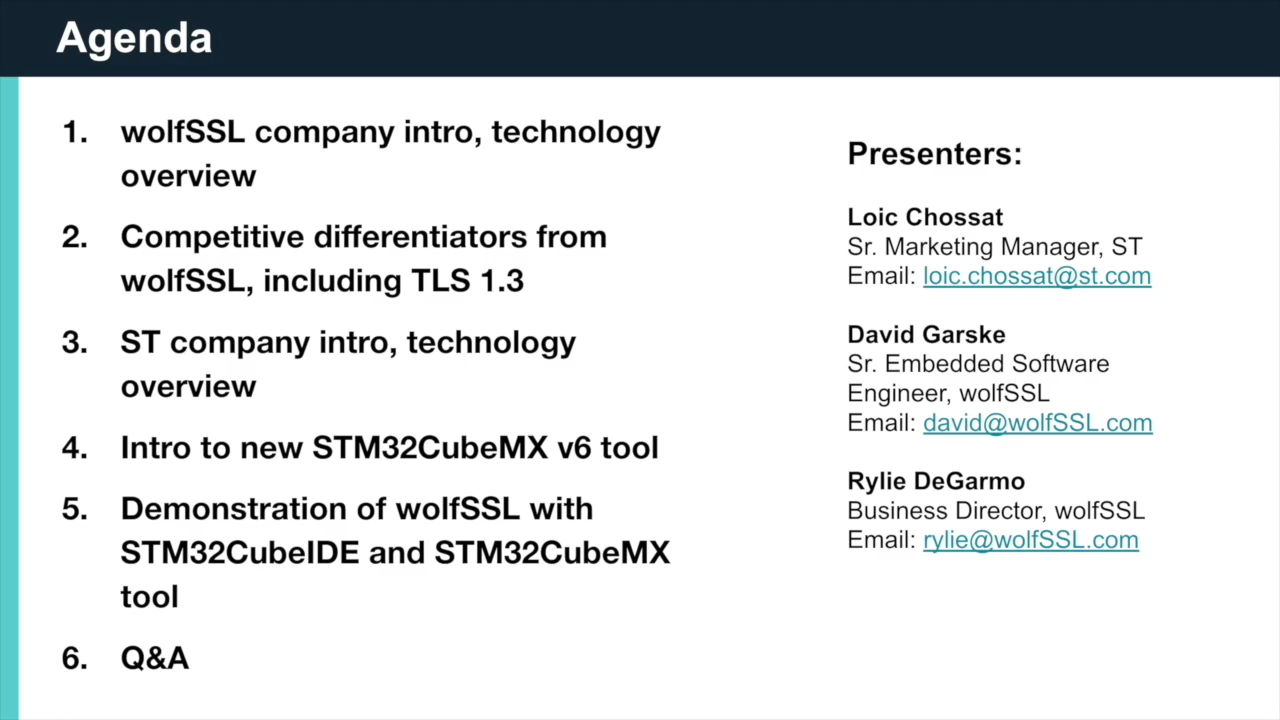 Agenda
1. wolfSSL company intro, technology
overview
2. Competitive differentiators from
wolfSSL, including TLS 1.3
3. ST company intro, technology
overview
4. Intro to new STM32CubeMX v6 tool
5. Demonstration of wolfSSL with
STM32CubeIDE and STM32CubeMX
tool
6. Q&A
Presenters:
Loic Chossat
Sr. Marketing Manager, ST
Email: loic.chossat@st.com
David Garske
Sr. Embedded Software
Engineer, wolfSSL
Email: david@wolfSSL.com
Rylie DeGarmo
Business Director, wolfSSL
Email: rylie@wolfSSL.com